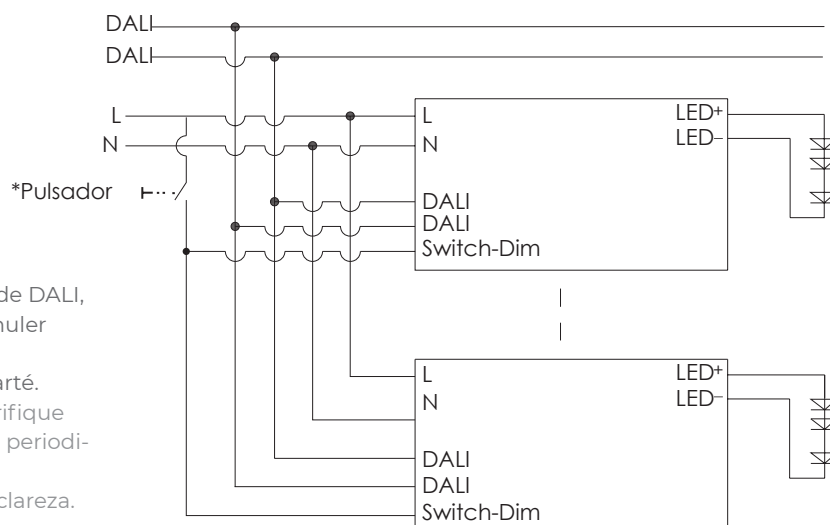 DALI
DALI
L
N
*Pulsador
L
N
DALI
DALI
Switch-Dim
LED+
LED−
de DALI,
nuler
arté.
rifique
periodi-
clareza.
L
N
DALI
DALI
Switch-Dim
LED+
LED−